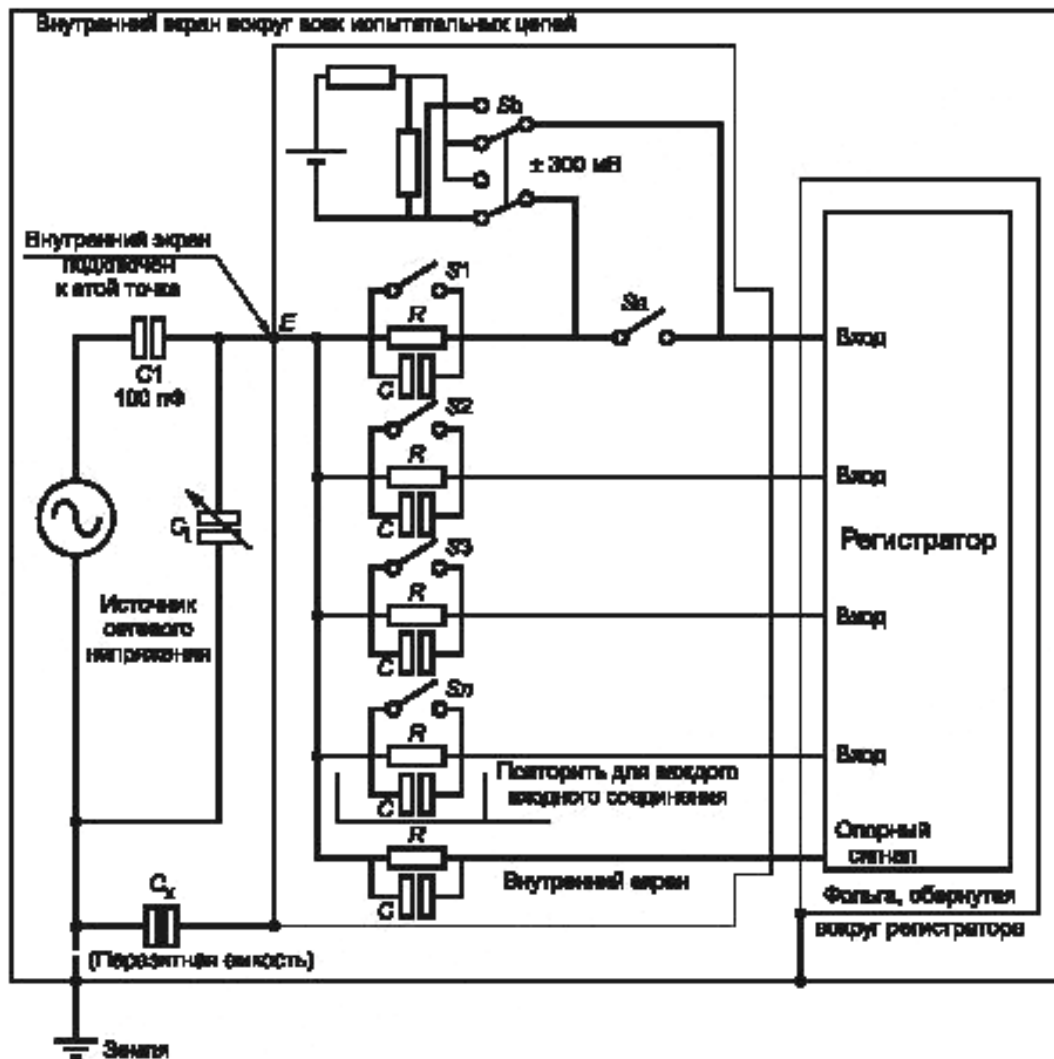 Внутренний экран вокруг всех испытательных цепей
Sb
± 300 мВ
Внутренний экран
подключен
к этой точке
E
S1
R
C
Sa
Вход
C1
100 пФ
S2
R
C
Вход
Ct
Регистратор
S3
R
C
Вход
Источник
сетевого
напряжения
Sn
R
C
Вход
Повторить для каждого
входного соединения
R
C
Опорный
сигнал
Внутренний экран
Cx
(Паразитная емкость)
Фольга, обернутая
вокруг регистратора
Земля